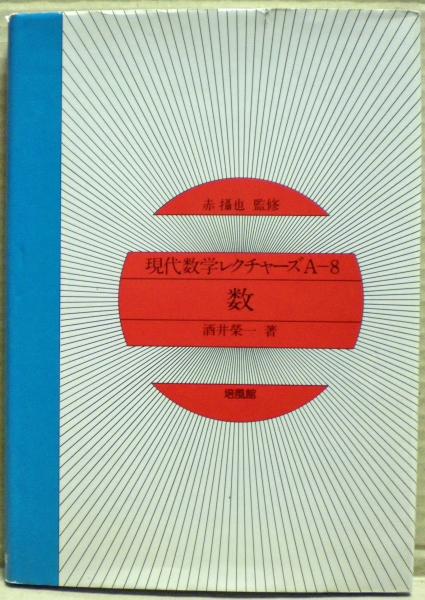 赤 攝也 監修
現代数学レクチャーズA-8
数
酒井榮一 著
培風館